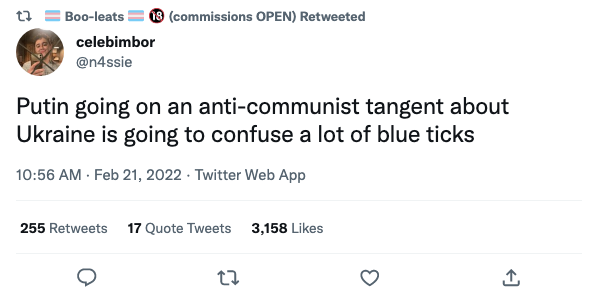 Boo-leats 🔞 (commissions OPEN) Retweeted
celebimbor
@n4ssie
Putin going on an anti-communist tangent about
Ukraine is going to confuse a lot of blue ticks
10:56 AM · Feb 21, 2022 · Twitter Web App
255 Retweets 17 Quote Tweets 3,158 Likes